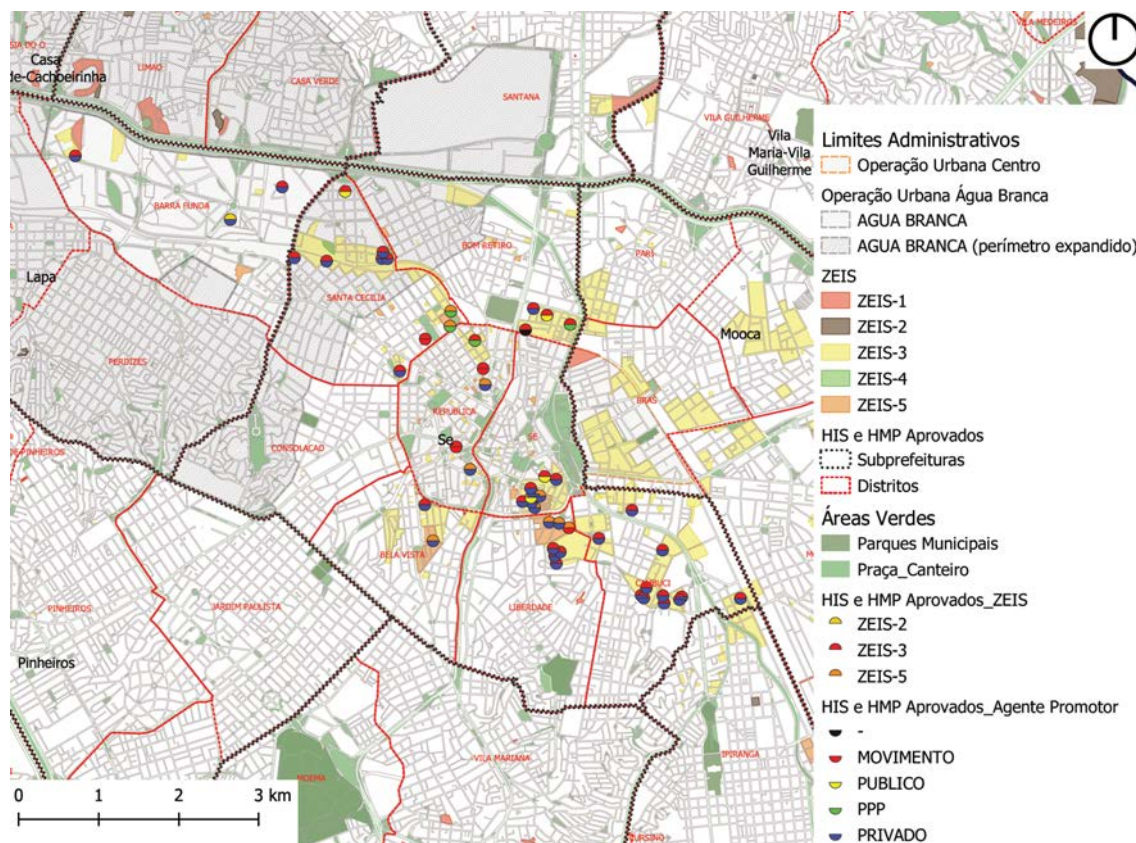 VILA MEDEIROS
Casa
de-Cachoeirinha
LIMAO
CASA VERDE
SANTANA
VILA GUILHERME
Vila
Maria-Vila
Guilherme
BARRA FUNDA
BOM RETIRO
PARI
Lapa
SANTA CECILIA
Mooca
PERDIZES
BRAS
REPUBLICA
SE
Se
CONSOLACAO
DE-PINHEIROS
BELA VISTA
CAMBUCI
PINHEIROS
JARDIM PAULISTA
LIBERDADE
Pinheiros
VILA MARIANA
IPIRANGA
MOEMA
CURSINO
0 1 2 3 km
Limites Administrativos
Operação Urbana Centro
Operação Urbana Água Branca
AGUA BRANCA
AGUA BRANCA (perímetro expandido)
ZEIS
ZEIS-1
ZEIS-2
ZEIS-3
ZEIS-4
ZEIS-5
HIS e HMP Aprovados
Subprefeituras
Distritos
Áreas Verdes
Parques Municipais
Praça_Canteiro
HIS e HMP Aprovados_ZEIS
ZEIS-2
ZEIS-3
ZEIS-5
HIS e HMP Aprovados_Agente Promotor
-
MOVIMENTO
PUBLICO
PPP
PRIVADO